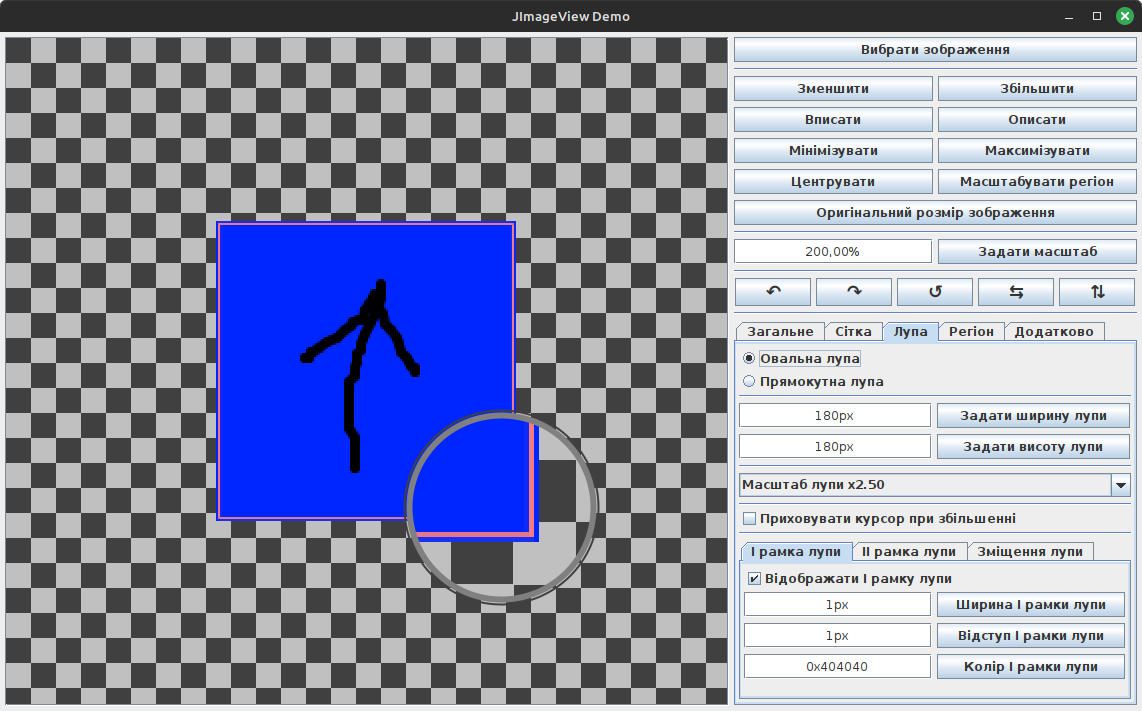 JImageView Demo
Вибрати зображення
Зменшити Збільшити
Вписати Описати
Мінімізувати Максимізувати
Центрувати Масштабувати регіон
Оригінальний розмір зображення
200,00% Задати масштаб
↶ ↷ ↺ ⇆ ⇅
Загальне Сітка Лупа Регіон Додатково
Овальна лупа
Прямокутна лупа
180px Задати ширину лупи
180px Задати висоту лупи
Масштаб лупи x2.50
Приховувати курсор при збільшенні
I рамка лупи II рамка лупи Зміщення лупи
Відображати I рамку лупи
1px Ширина I рамки лупи
1px Відступ I рамки лупи
0x404040 Колір I рамки лупи